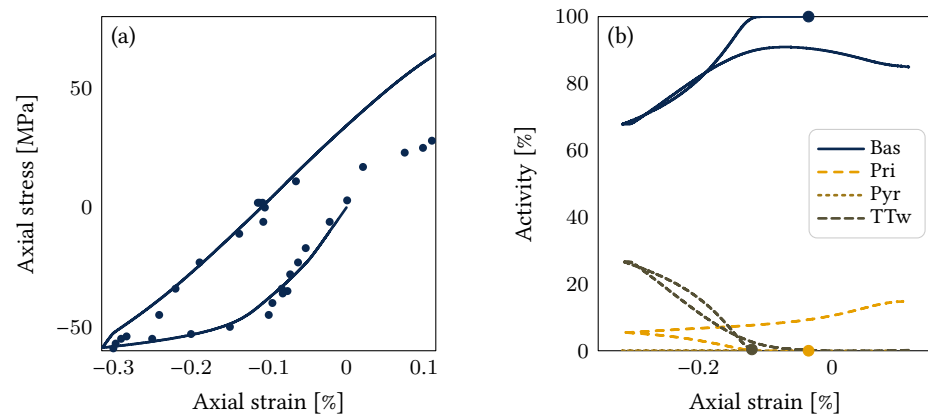 (a)
Axial stress [MPa]
50
0
−50
−0.3
−0.2
−0.1
0
0.1
Axial strain [%]
(b)
Activity [%]
100
80
60
40
20
0
Bas
Pri
Pyr
TTw
−0.2
0
Axial strain [%]